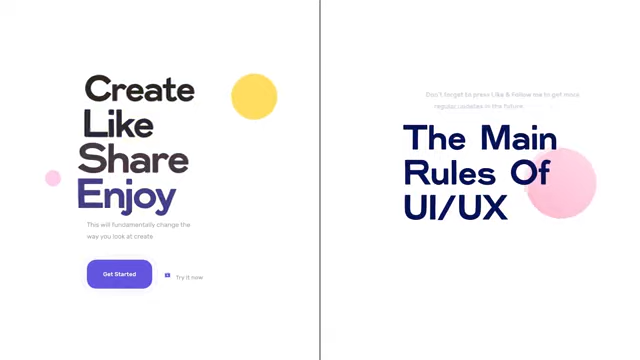 Create
Like
Share
Enjoy
This will fundamentally change the
way you look at create
Get Started
Try it now
Don't forget to press Like & Follow me to get more
regular updates in the future
The Main
Rules Of
UI/UX